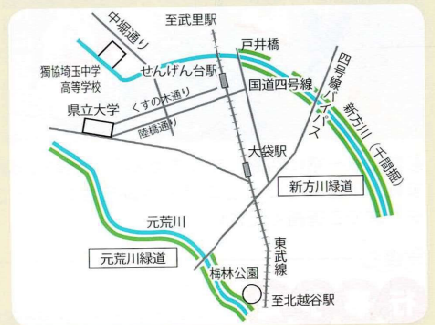 至武里駅
中堀通り
戸井橋
獨協埼玉中学
高等学校
せんげん台駅
四号線バイパス
国道四号線
くすの木通り
県立大学
陸橋通り
新方川（千間堀）
大袋駅
新方川緑道
元荒川
元荒川緑道
東武線
梅林公園
至北越谷駅